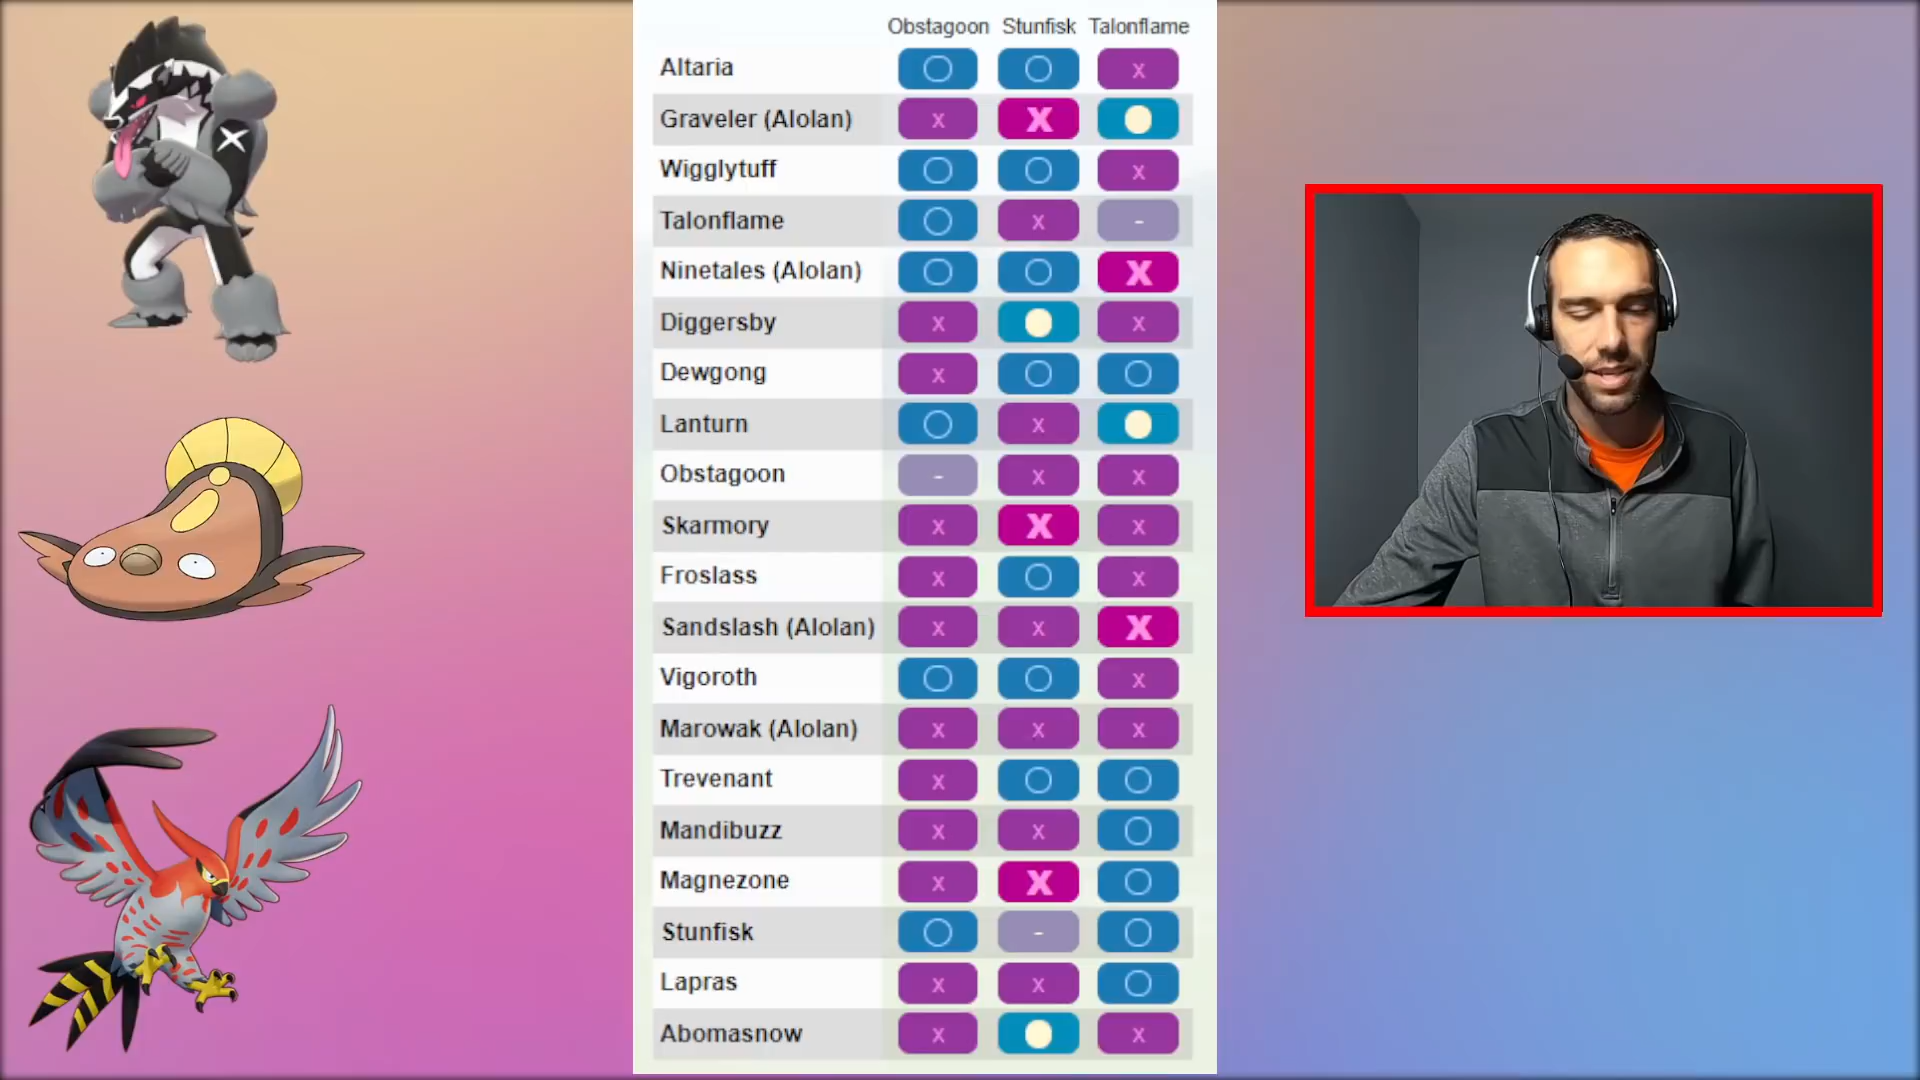 Obstagoon Stunfisk Talonflame
Altaria O O x
Graveler (Alolan) x X
Wigglytuff O O x
Talonflame O x -
Ninetales (Alolan) O O X
Diggersby x x
Dewgong x O O
Lanturn O x
Obstagoon - x x
Skarmory x X x
Froslass x O x
Sandslash (Alolan) x x X
Vigoroth O O x
Marowak (Alolan) x x x
Trevenant x O O
Mandibuzz x x O
Magnezone x X O
Stunfisk O - O
Lapras x x O
Abomasnow x x